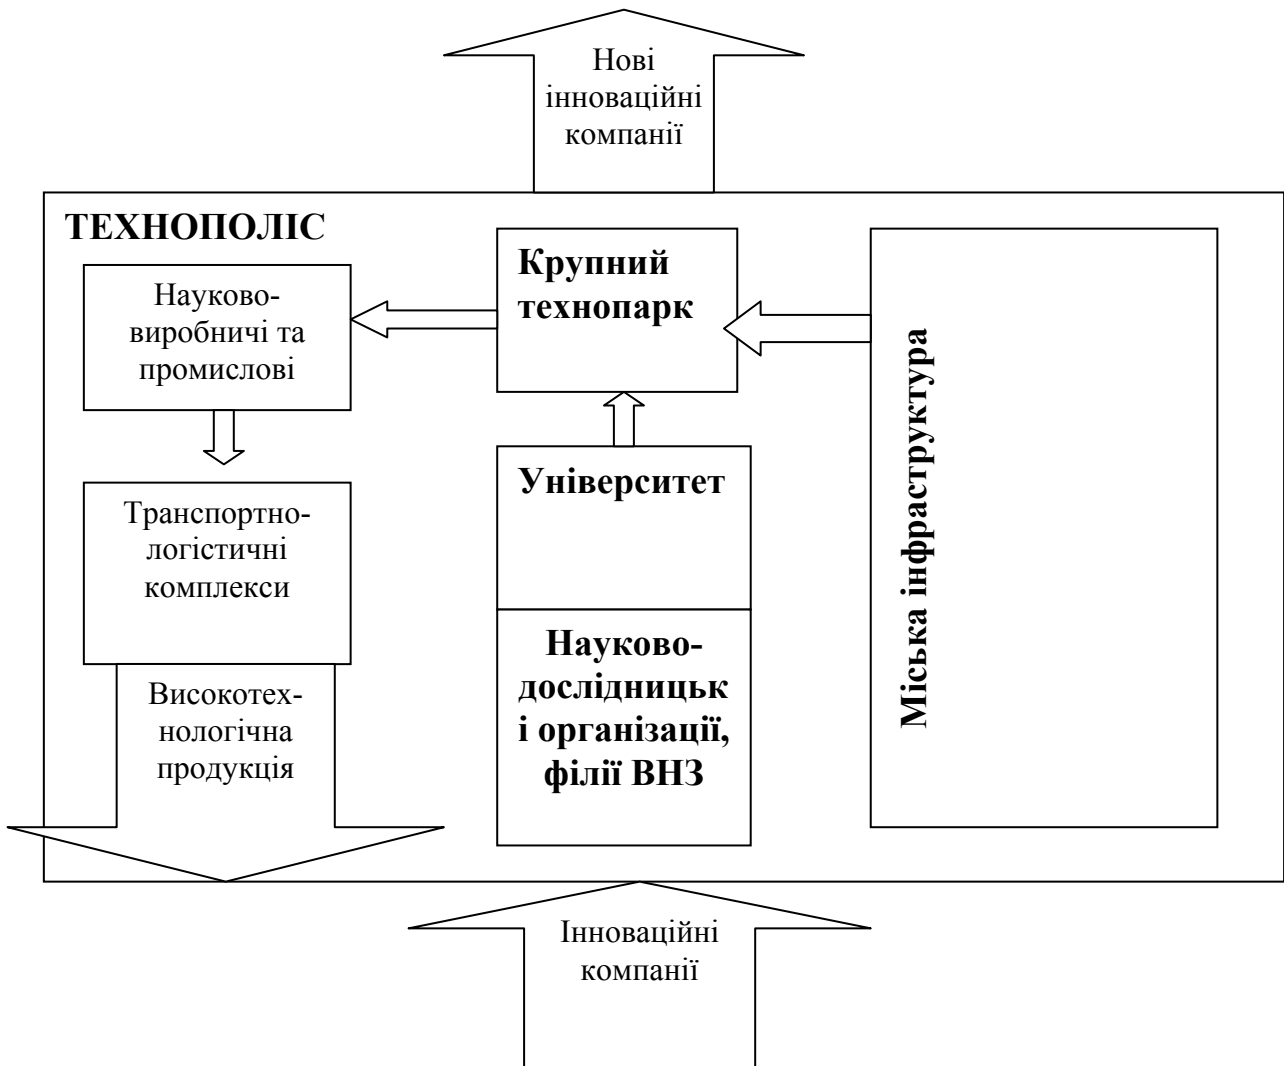 Нові
інноваційні
компанії
ТЕХНОПОЛІС
Науково-
виробничі та
промислові
Крупний
технопарк
Міська інфраструктура
Університет
Транспортно-
логістичні
комплекси
Науково-
дослідницьк
і організації,
філії ВНЗ
Високотех-
нологічна
продукція
Інноваційні
компанії